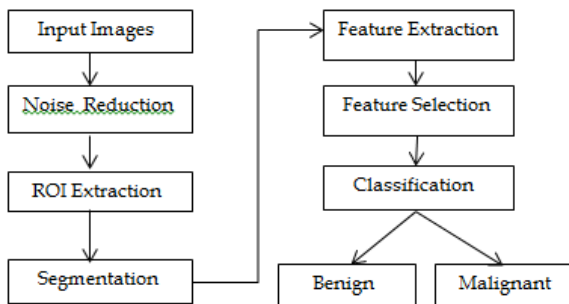 Input Images
Noise Reduction
ROI Extraction
Segmentation
Feature Extraction
Feature Selection
Classification
Benign
Malignant